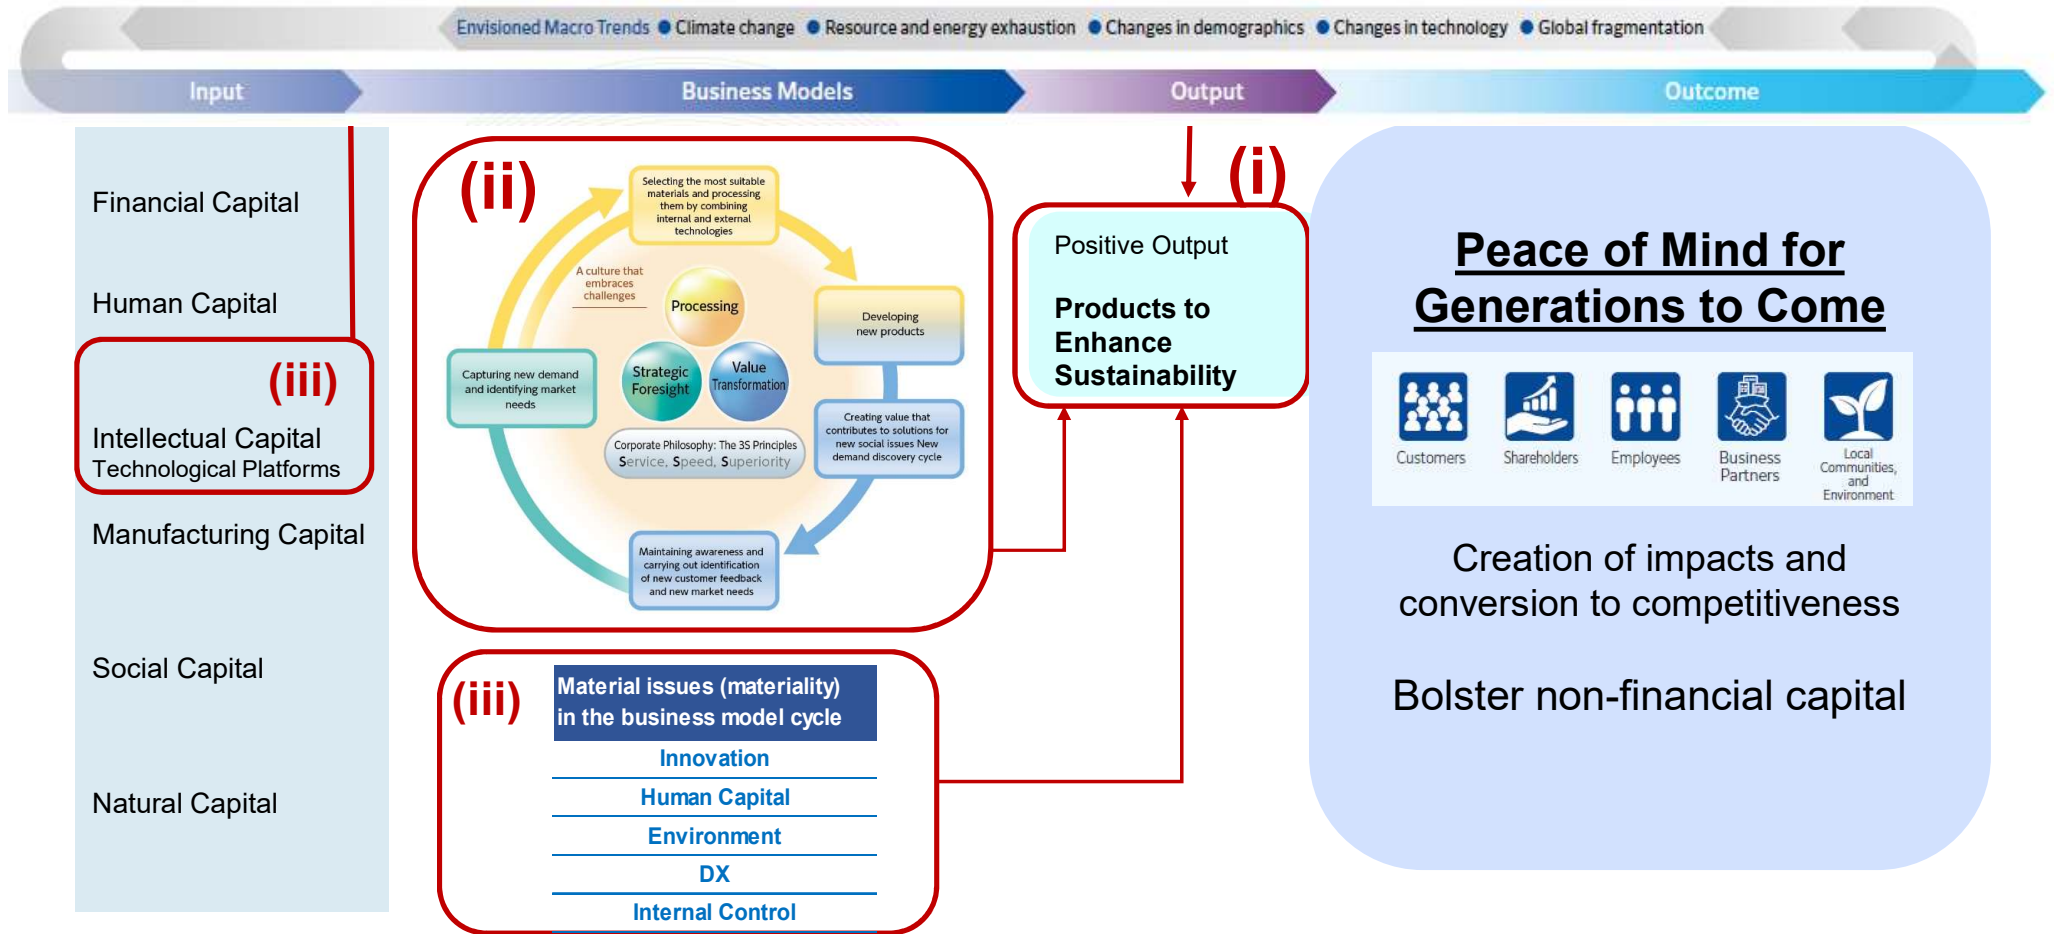 Envisioned Macro Trends ● Climate change ● Resource and energy exhaustion ● Changes in demographics ● Changes in technology ● Global fragmentation
Input
Business Models
Output
Outcome
Financial Capital
Human Capital
(iii)
Intellectual Capital
Technological Platforms
Manufacturing Capital
Social Capital
Natural Capital
(ii)
Selecting the most suitable
materials and processing
them by combining
internal and external
technologies
A culture that
embraces
challenges
Processing
Developing
new products
Capturing new demand
and identifying market
needs
Strategic
Foresight
Value
Transformation
Creating value that
contributes to solutions for
new social issues New
demand discovery cycle
Corporate Philosophy: The 3S Principles
Service, Speed, Superiority
Maintaining awareness and
carrying out identification
of new customer feedback
and new market needs
(iii)
Material issues (materiality)
in the business model cycle
Innovation
Human Capital
Environment
DX
Internal Control
(i)
Positive Output
Products to
Enhance
Sustainability
Peace of Mind for
Generations to Come
Customers
Shareholders
Employees
Business
Partners
Local
Communities,
and
Environment
Creation of impacts and
conversion to competitiveness
Bolster non-financial capital